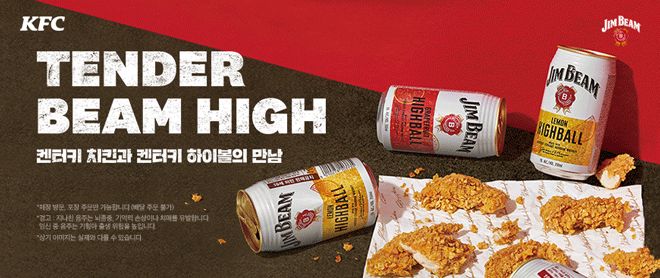 KFC
JIM BEAM
TENDER
BEAM HIGH
켄터키 치킨과 켄터키 하이볼의 만남
*매장 방문, 포장 주문만 가능합니다 (배달 주문 불가)
*경고 : 지나친 음주는 뇌졸중, 기억력 손상이나 치매를 유발합니다.
임신 중 음주는 기형아 출생 위험을 높입니다.
*상기 이미지는 실제와 다를 수 있습니다.
JIM BEAM
HIGHBALL
JIM BEAM
LEMON
HIGHBALL
JIM BEAM
LEMON
HIGHBALL